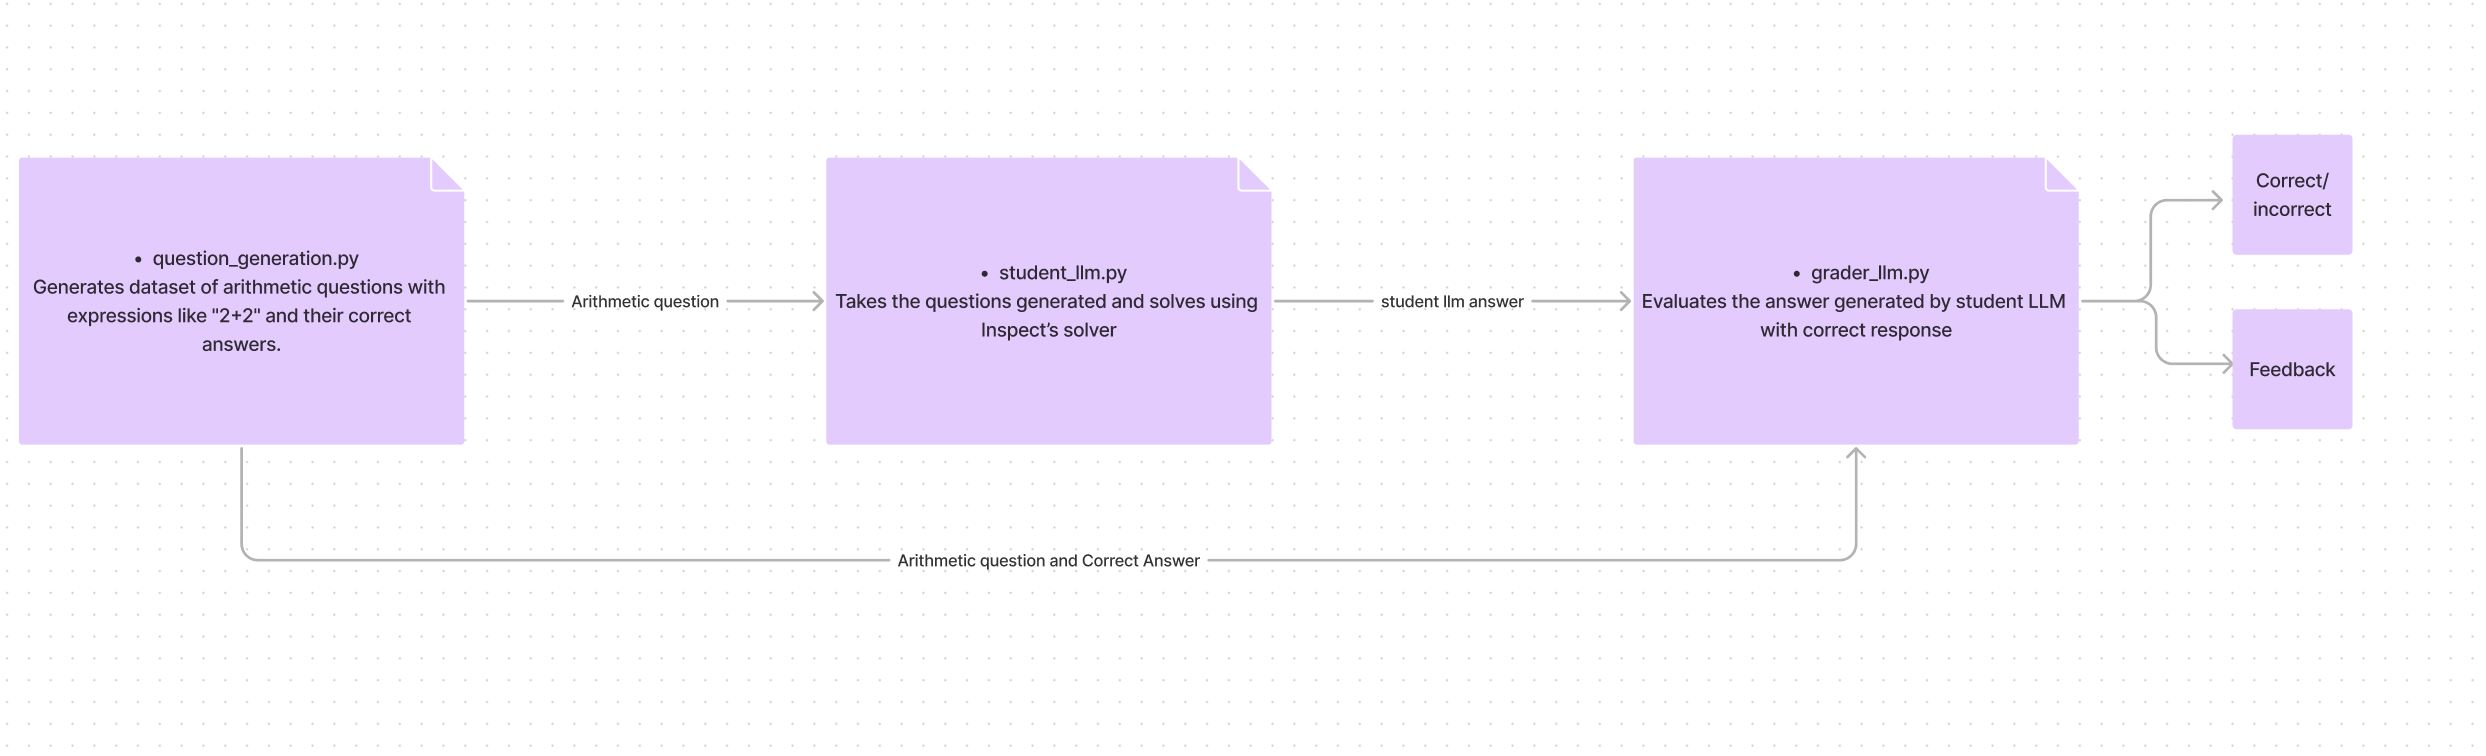 • question_generation.py
Generates dataset of arithmetic questions with
expressions like "2+2" and their correct
answers.
Arithmetic question
• student_llm.py
Takes the questions generated and solves using
Inspect’s solver
student llm answer
• grader_llm.py
Evaluates the answer generated by student LLM
with correct response
Correct/
incorrect
Feedback
Arithmetic question and Correct Answer